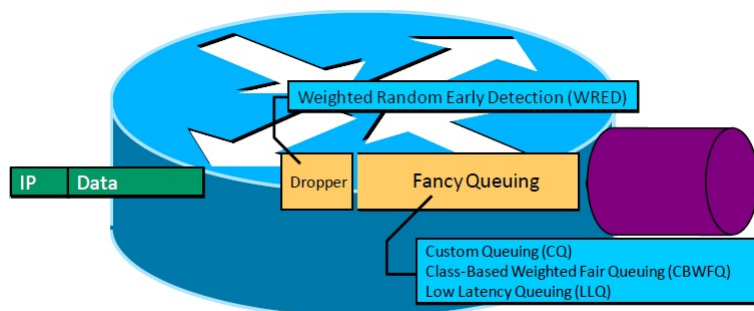 Weighted Random Early Detection (WRED)
IP Data
Dropper
Fancy Queuing
Custom Queuing (CQ)
Class-Based Weighted Fair Queuing (CBWFQ)
Low Latency Queuing (LLQ)